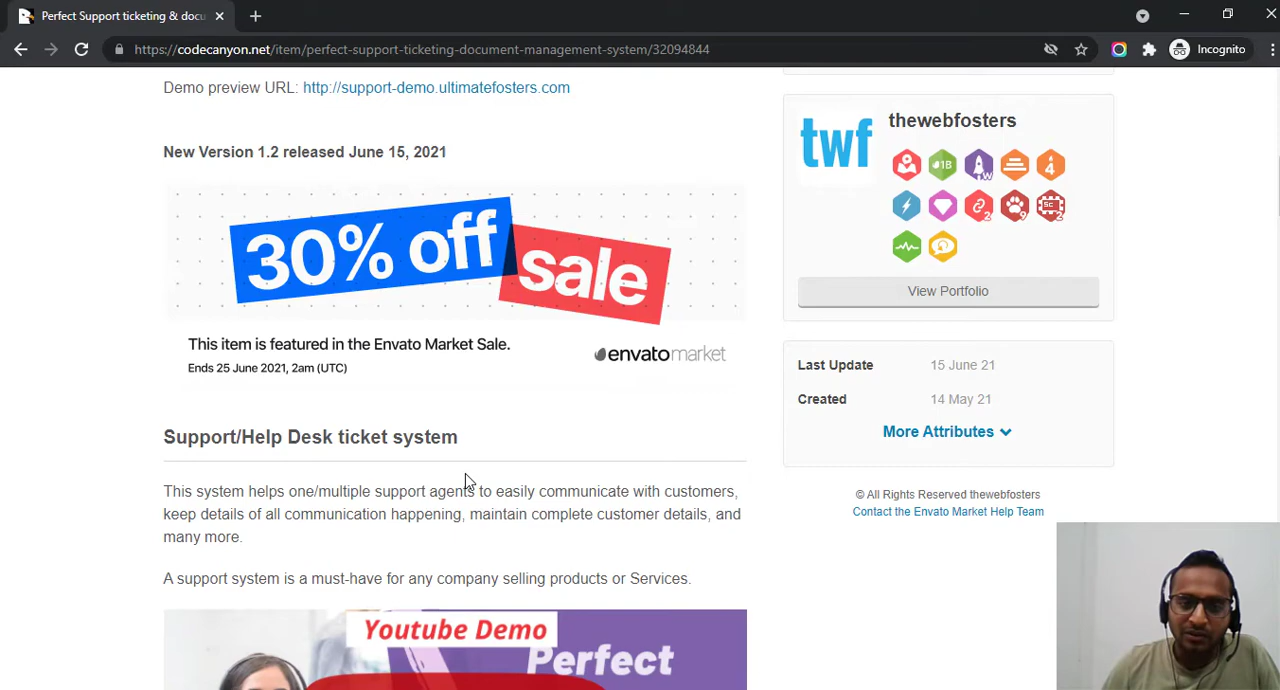 Perfect Support ticketing & docu
https://codecanyon.net/item/perfect-support-ticketing-document-management-system/32094844
Incognito
Demo preview URL: http://support-demo.ultimatefosters.com
New Version 1.2 released June 15, 2021
30% off
sale
This item is featured in the Envato Market Sale.
Ends 25 June 2021, 2am (UTC)
envatomarket
Support/Help Desk ticket system
This system helps one/multiple support agents to easily communicate with customers,
keep details of all communication happening, maintain complete customer details, and
many more.
A support system is a must-have for any company selling products or Services.
Youtube Demo
Perfect
twf
thewebfosters
1B
W
4
2
9
SC
2
View Portfolio
Last Update 15 June 21
Created 14 May 21
More Attributes
© All Rights Reserved thewebfosters
Contact the Envato Market Help Team